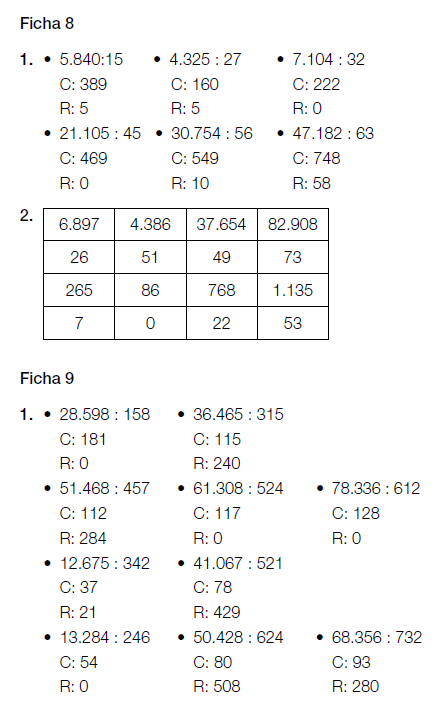 Ficha 8
1. • 5.840:15 • 4.325 : 27 • 7.104 : 32
C: 389 C: 160 C: 222
R: 5 R: 5 R: 0
• 21.105 : 45 • 30.754 : 56 • 47.182 : 63
C: 469 C: 549 C: 748
R: 0 R: 10 R: 58
2. 6.897 4.386 37.654 82.908
26 51 49 73
265 86 768 1.135
7 0 22 53
Ficha 9
1. • 28.598 : 158 • 36.465 : 315
C: 181 C: 115
R: 0 R: 240
• 51.468 : 457 • 61.308 : 524 • 78.336 : 612
C: 112 C: 117 C: 128
R: 284 R: 0 R: 0
• 12.675 : 342 • 41.067 : 521
C: 37 C: 78
R: 21 R: 429
• 13.284 : 246 • 50.428 : 624 • 68.356 : 732
C: 54 C: 80 C: 93
R: 0 R: 508 R: 280